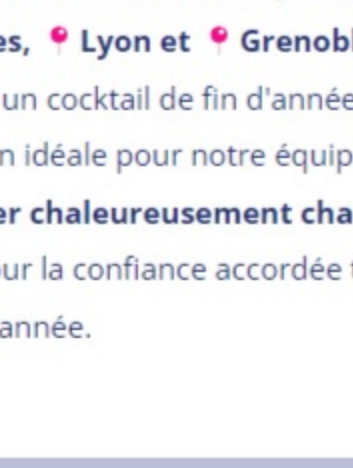 es, 📍 Lyon et 📍 Grenobl
un cocktail de fin d'année
n idéale pour notre équip
er chaleureusement cha
ur la confiance accordée t
année.